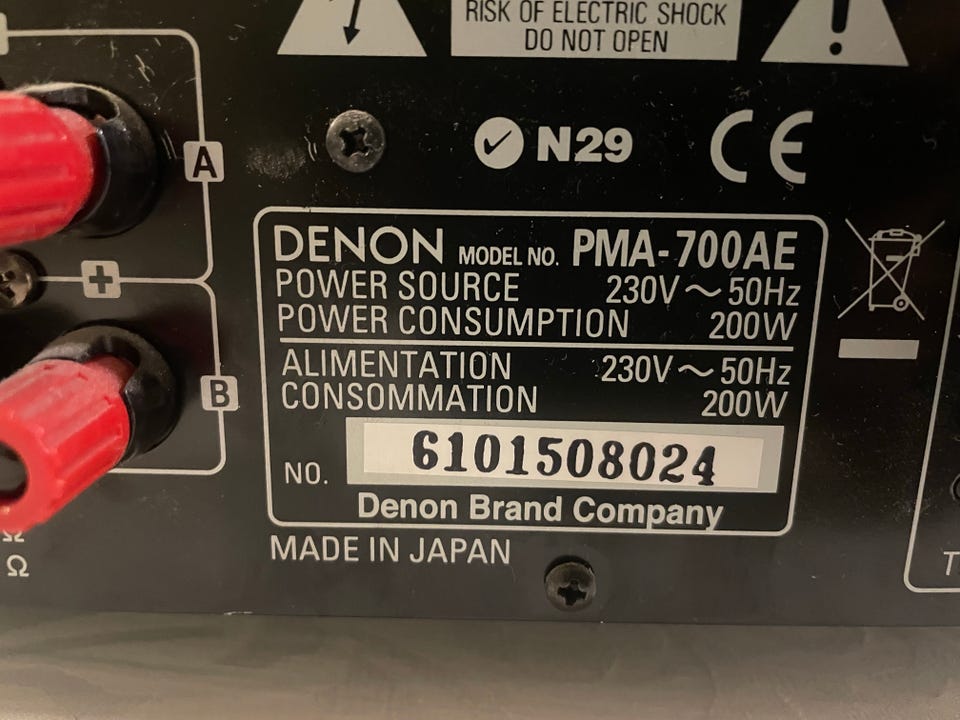 RISK OF ELECTRIC SHOCK
DO NOT OPEN
N29
CE
A
+
B
DENON MODEL NO. PMA-700AE
POWER SOURCE 230V ~ 50Hz
POWER CONSUMPTION 200W
ALIMENTATION 230V ~ 50Hz
CONSOMMATION 200W
NO. 6101508024
Denon Brand Company
MADE IN JAPAN
Ω
Ω